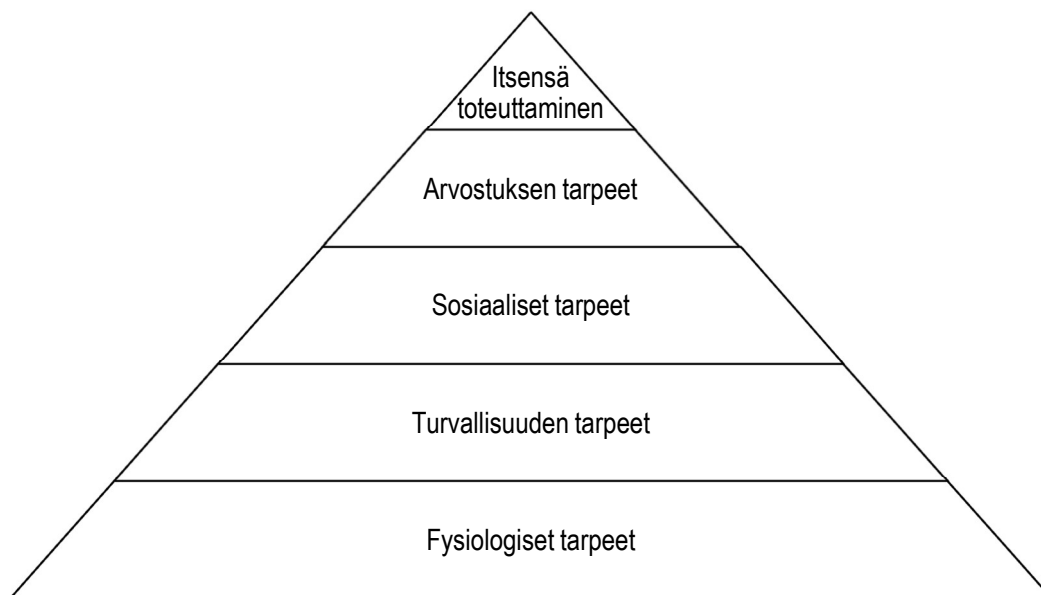 Itsensä
toteuttaminen
Arvostuksen tarpeet
Sosiaaliset tarpeet
Turvallisuuden tarpeet
Fysiologiset tarpeet